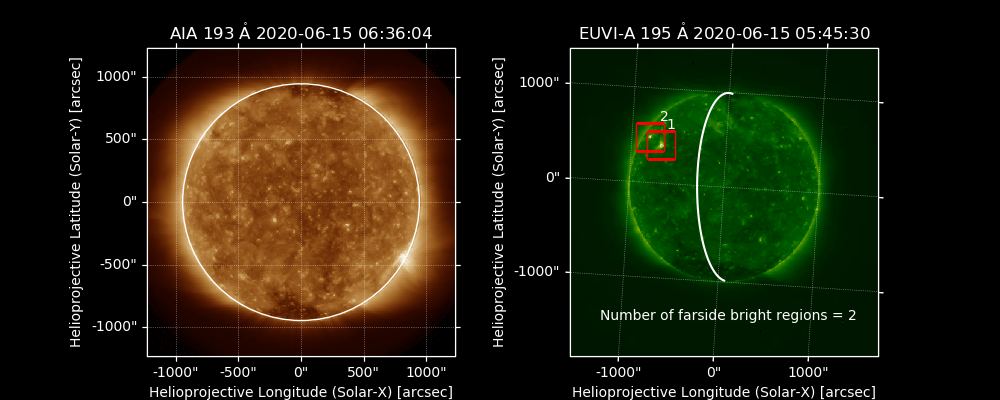 AIA 193 Å 2020-06-15 06:36:04
Helioprojective Latitude (Solar-Y) [arcsec]
1000"
500"
0"
-500"
-1000"
-1000"
-500"
0"
500"
1000"
Helioprojective Longitude (Solar-X) [arcsec]
EUVI-A 195 Å 2020-06-15 05:45:30
Helioprojective Latitude (Solar-Y) [arcsec]
1000"
0"
-1000"
2
1
Number of farside bright regions = 2
-1000"
0"
1000"
Helioprojective Longitude (Solar-X) [arcsec]